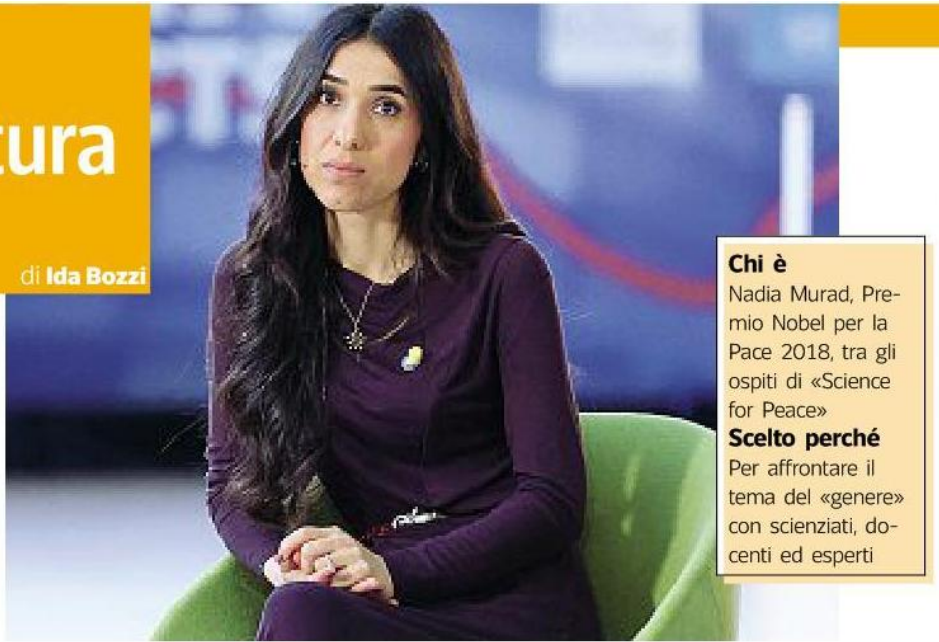 tura
di Ida Bozzi
Chi è
Nadia Murad, Pre-
mio Nobel per la
Pace 2018, tra gli
ospiti di «Science
for Peace»
Scelto perché
Per affrontare il
tema del «genere»
con scienziati, do-
centi ed esperti